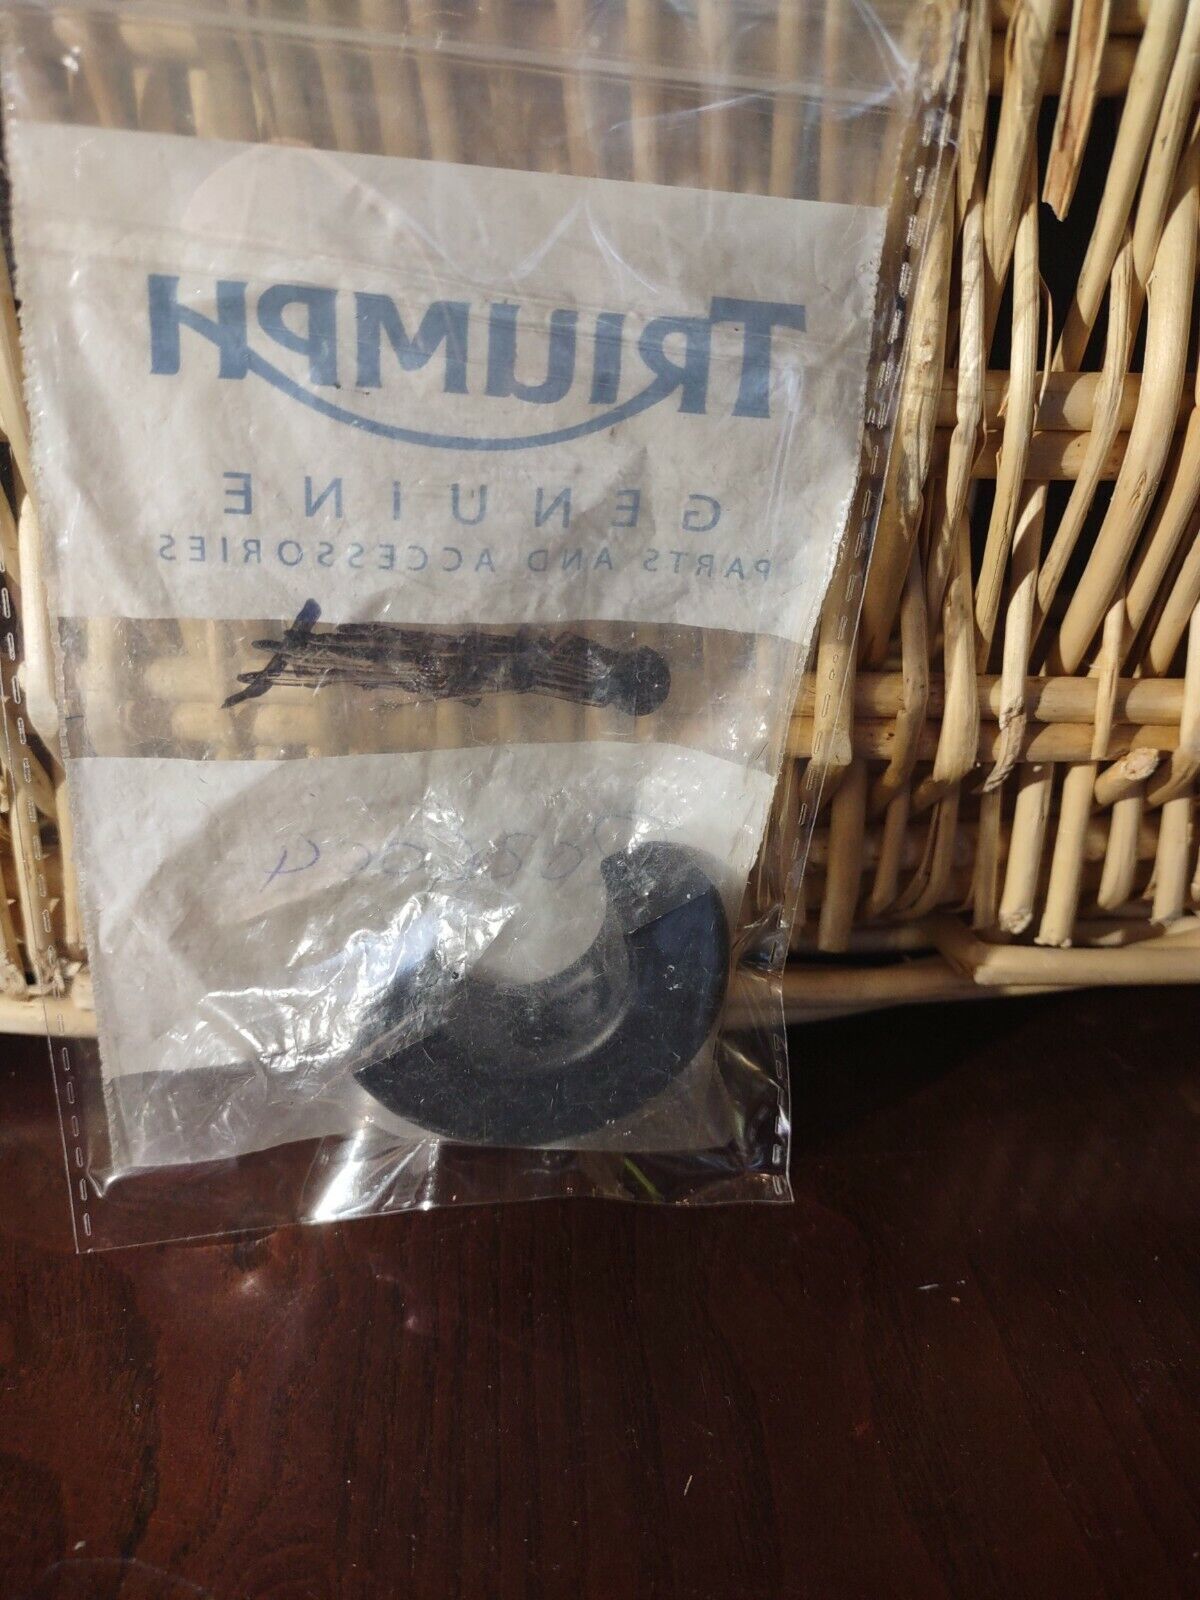 TRIUMPH
GENUINE
PARTS AND ACCESSORIES